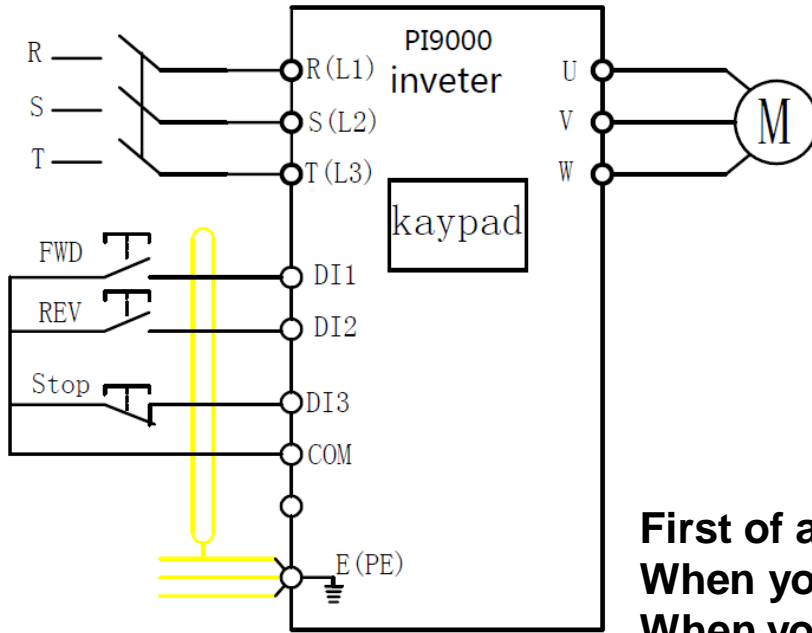 PI9000
inveter
R
R(L1)
U
S
S(L2)
V
M
T
T(L3)
W
kaypad
FWD
DI1
REV
DI2
Stop
DI3
COM
E(PE)
First of a
When yo
When yo